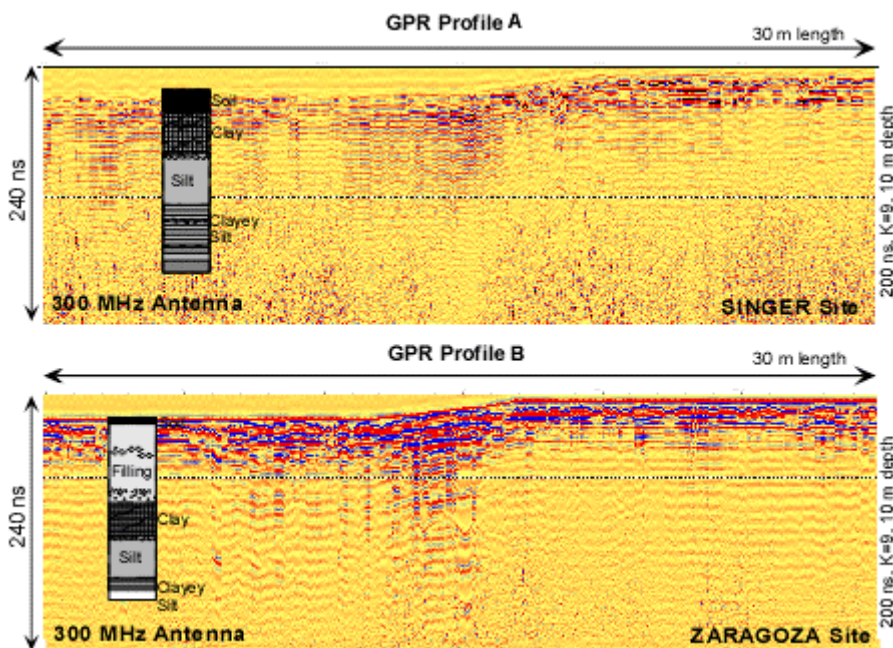 GPR Profile A
30 m length
240 ns
Soil
Clay
Silt
Clayey
Silt
200 ns, K=9, 10 m depth
300 MHz Antenna
SINGER Site
GPR Profile B
30 m length
240 ns
Filling
Clay
Silt
Clayey
Silt
200 ns, K=9, 10 m depth
300 MHz Antenna
ZARAGOZA Site